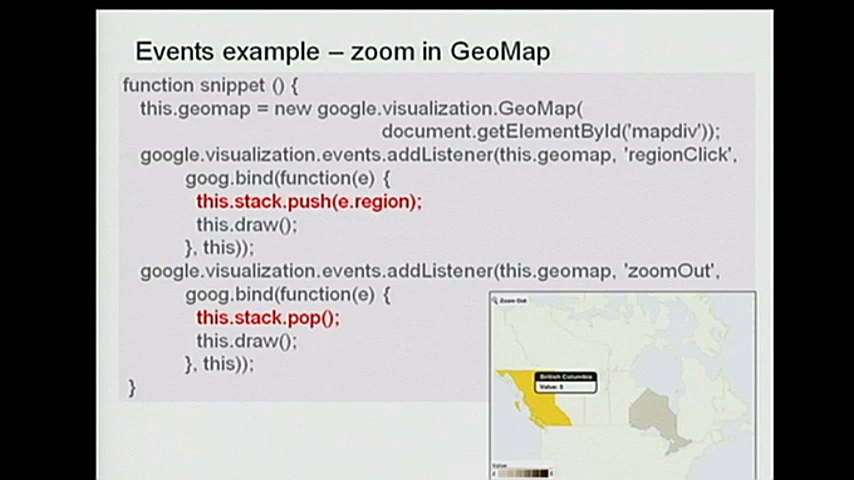 Events example – zoom in GeoMap
function snippet () {
this.geomap = new google.visualization.GeoMap(
document.getElementById('mapdiv'));
google.visualization.events.addListener(this.geomap, 'regionClick',
goog.bind(function(e) {
this.stack.push(e.region);
this.draw();
}, this));
google.visualization.events.addListener(this.geomap, 'zoomOut',
goog.bind(function(e) {
this.stack.pop();
this.draw();
}, this));
}
Zoom Out
British Columbia
Value: 5
Value